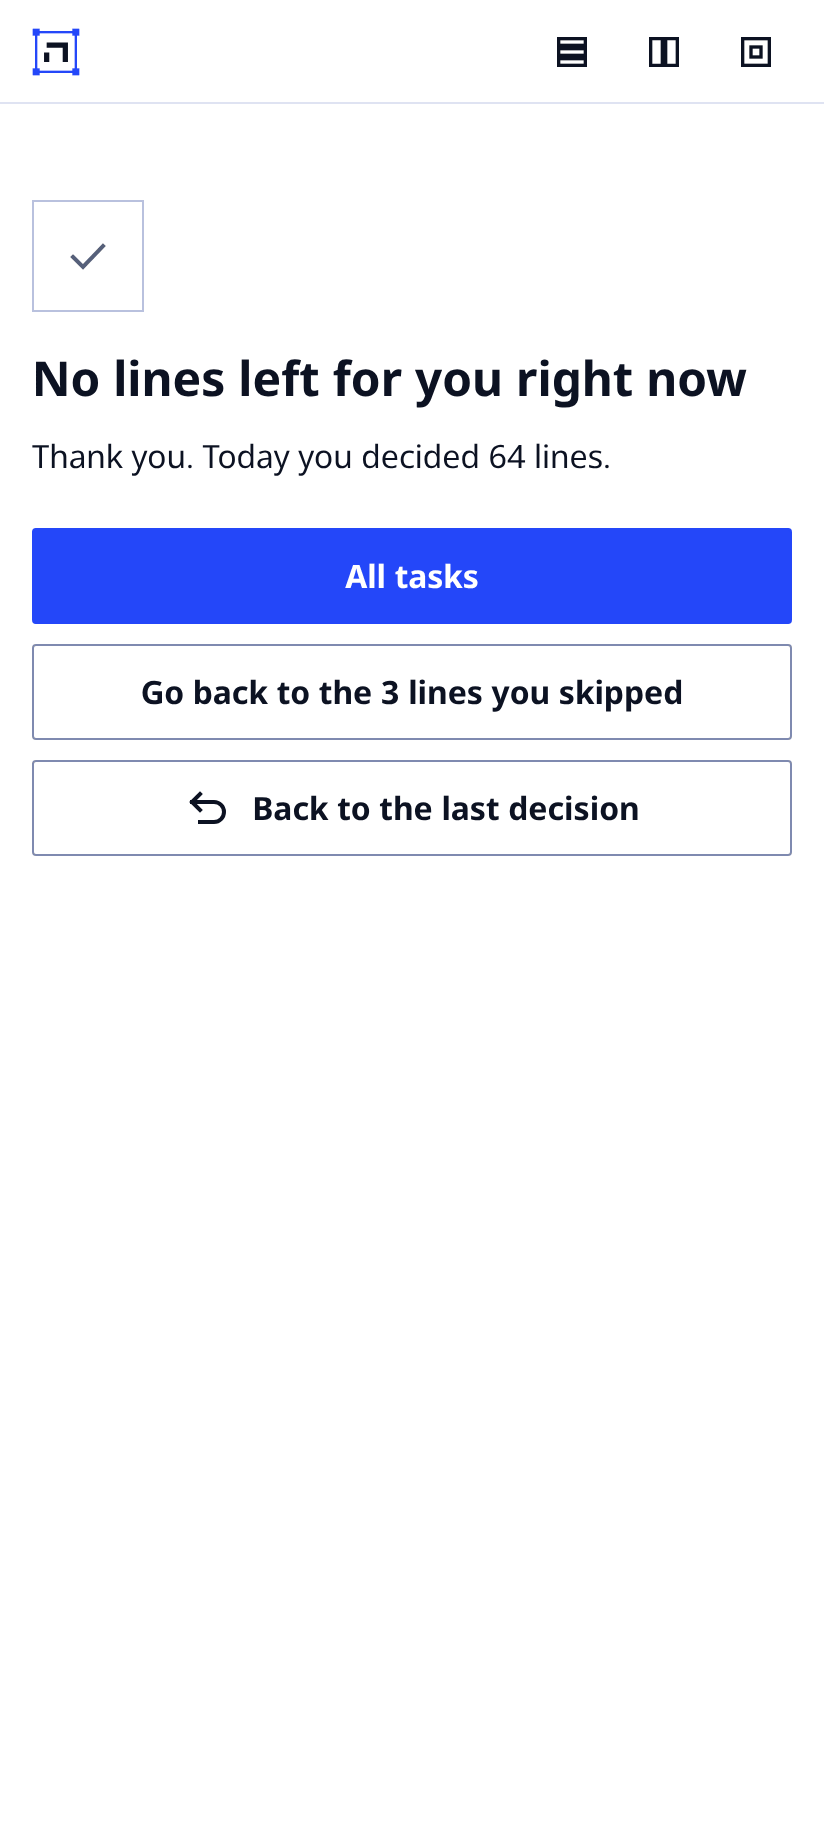 No lines left for you right now
Thank you. Today you decided 64 lines.
All tasks
Go back to the 3 lines you skipped
Back to the last decision